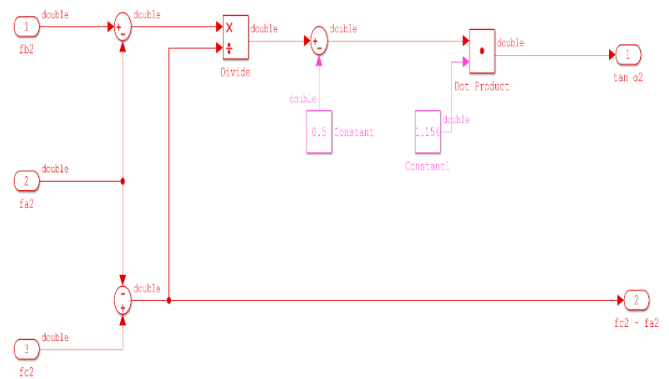 double
1
fb2
+
-
double
×
÷
Divide
double
+
-
double
double
0.5
Constant
1.154
double
Constant1
Dot Product
double
1
tan α2
2
double
fa2
-
+
double
2
fc2 - fa2
3
double
fc2